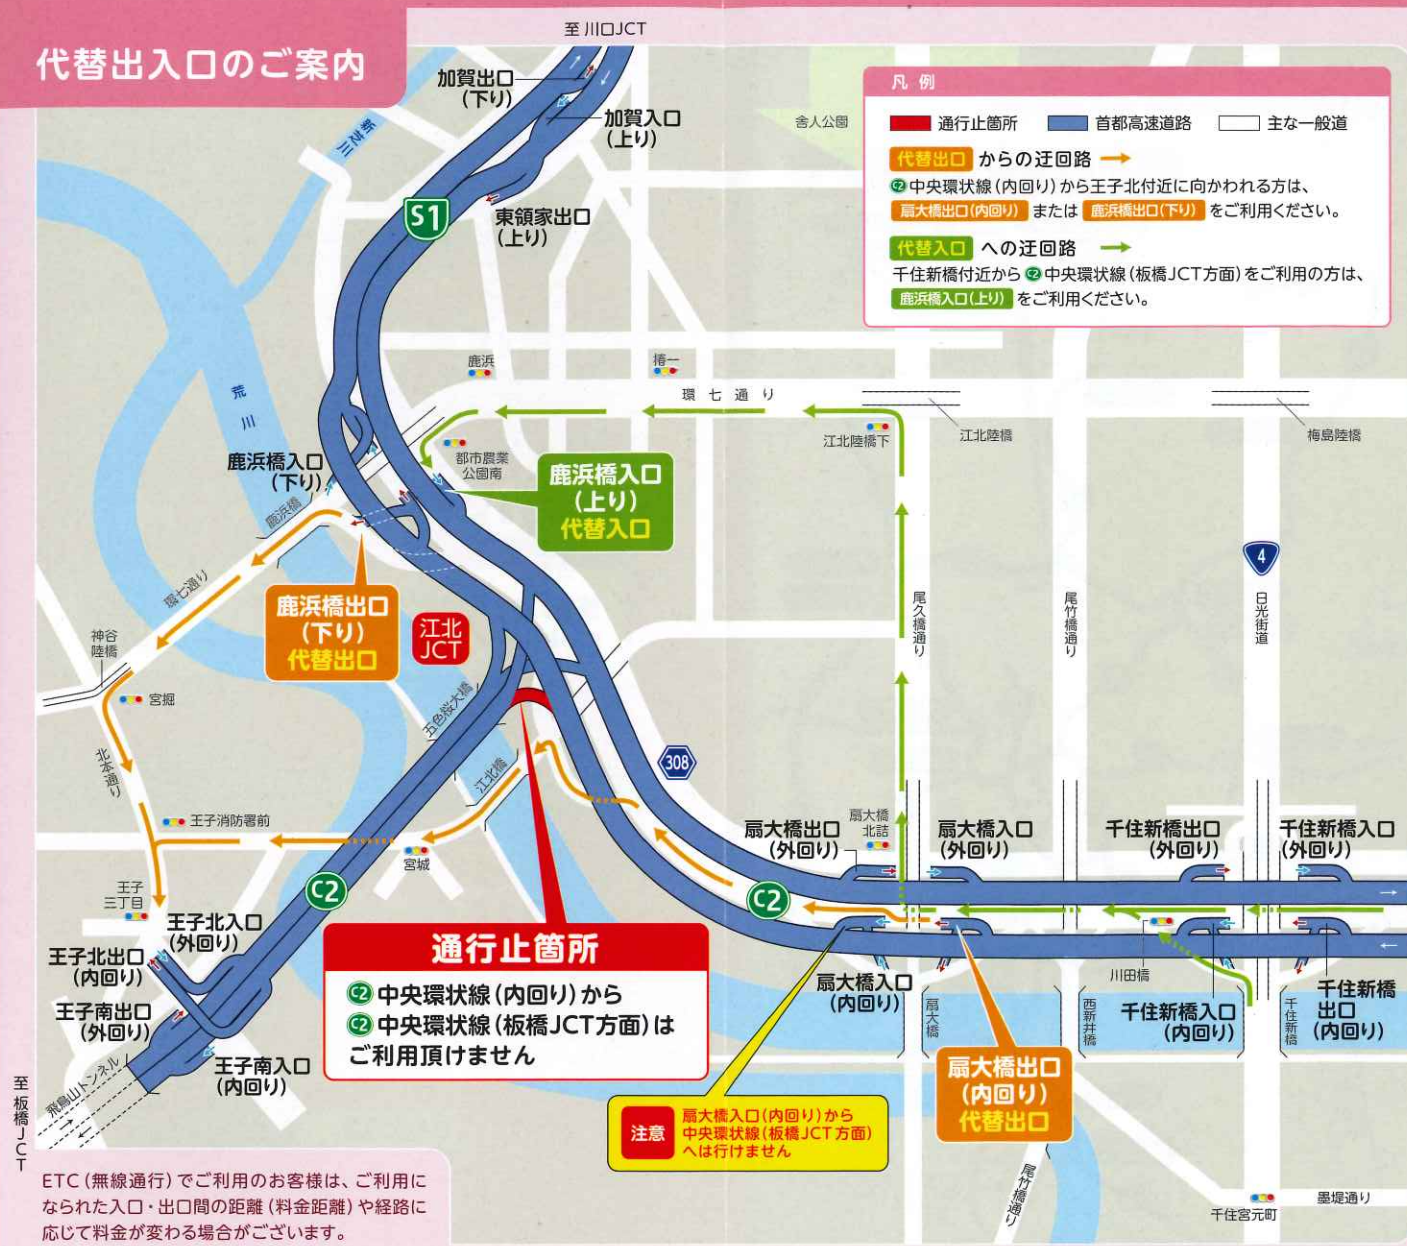 代替出入口のご案内
至 川口JCT
加賀出口
(下り)
加賀入口
(上り)
新芝川
舎人公園
S1
東領家出口
(上り)
凡 例
通行止箇所
首都高速道路
主な一般道
代替出口 からの迂回路
C2 中央環状線(内回り)から王子北付近に向かわれる方は、
扇大橋出口(内回り) または 鹿浜橋出口(下り) をご利用ください。
代替入口 への迂回路
千住新橋付近から C2 中央環状線(板橋JCT方面)をご利用の方は、
鹿浜橋入口(上り) をご利用ください。
鹿浜
椿一
環七通り
荒川
江北陸橋下
江北陸橋
梅島陸橋
鹿浜橋入口
(下り)
都市農業
公園南
鹿浜橋入口
(上り)
代替入口
鹿浜橋
環七通り
4
鹿浜橋出口
(下り)
代替出口
江北
JCT
尾久橋通り
尾竹橋通り
日光街道
神谷
陸橋
宮堀
五色桜大橋
北本通り
江北橋
308
王子消防署前
宮城
扇大橋出口
(外回り)
扇大橋
北詰
扇大橋入口
(外回り)
千住新橋出口
(外回り)
千住新橋入口
(外回り)
C2
C2
王子
三丁目
王子北入口
(外回り)
王子北出口
(内回り)
王子南出口
(外回り)
王子南入口
(内回り)
飛鳥山トンネル
至 板橋JCT
通行止箇所
C2 中央環状線(内回り)から
C2 中央環状線(板橋JCT方面)は
ご利用頂けません
扇大橋入口
(内回り)
扇大橋
西新井橋
川田橋
千住新橋入口
(内回り)
千住新橋
千住新橋
出口
(内回り)
扇大橋出口
(内回り)
代替出口
注意
扇大橋入口(内回り)から
中央環状線(板橋JCT方面)
へは行けません
尾竹橋通り
千住宮元町
墨堤通り
ETC(無線通行)でご利用のお客様は、ご利用に
なられた入口・出口間の距離(料金距離)や経路に
応じて料金が変わる場合がございます。